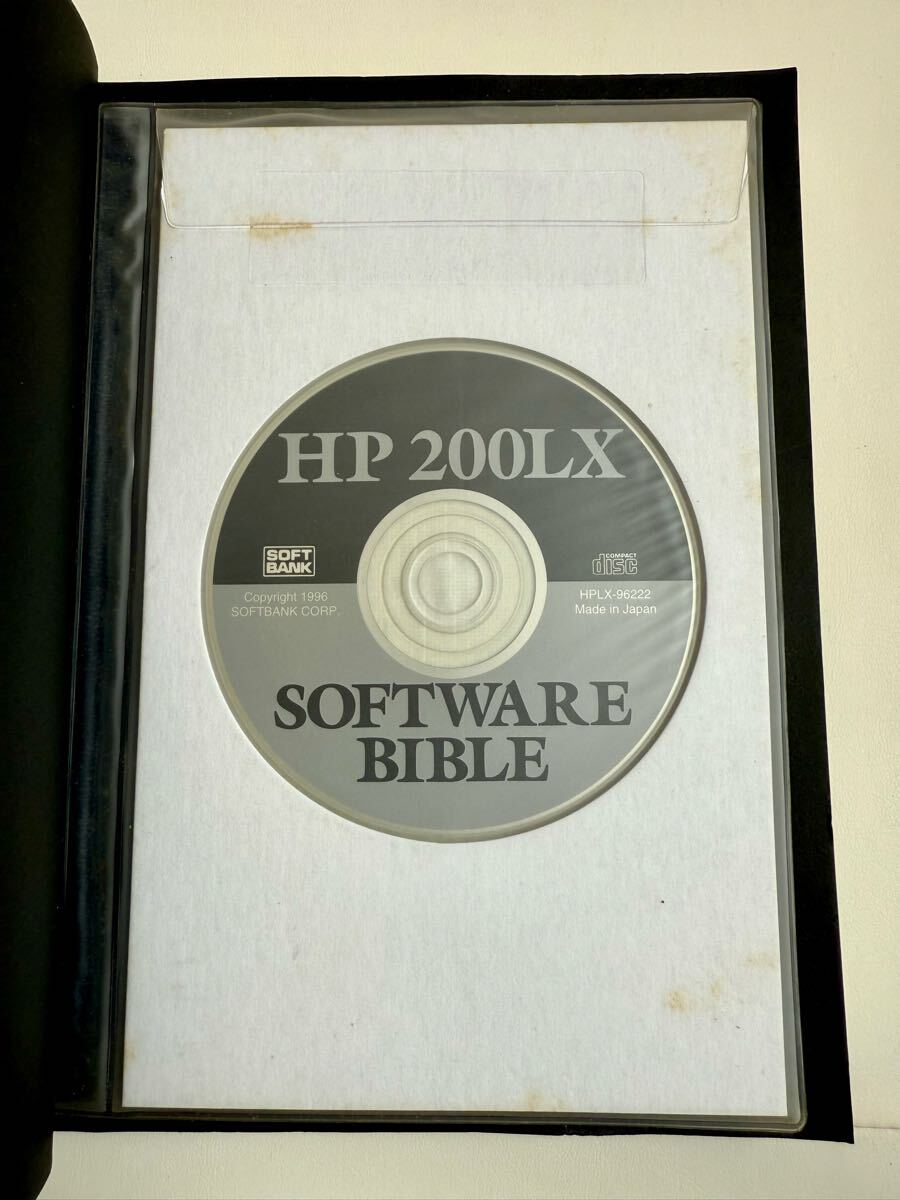 HP 200LX
SOFT
BANK
COMPACT
disc
Copyright 1996
SOFTBANK CORP.
HPLX-96222
Made in Japan
SOFTWARE
BIBLE